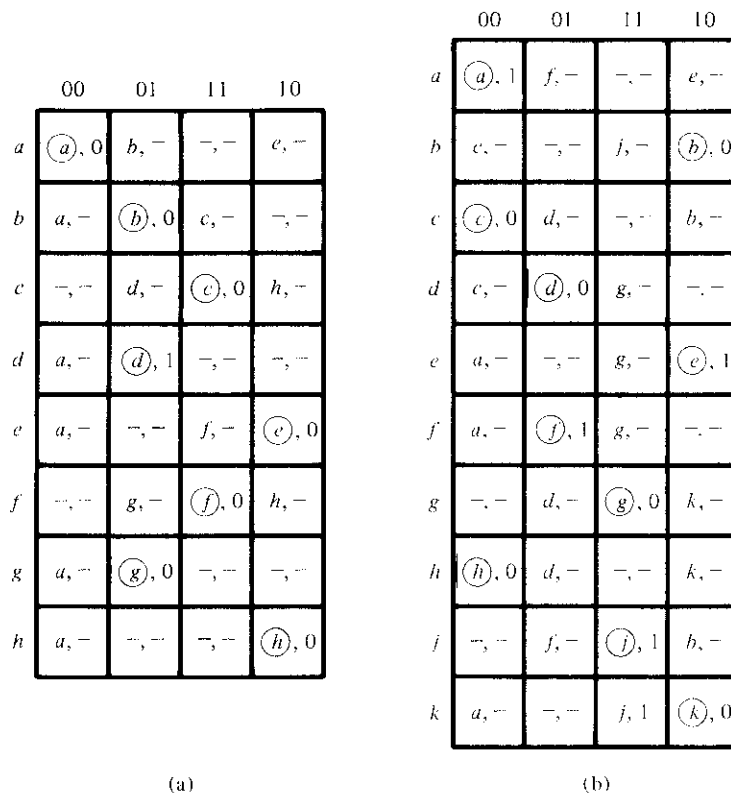 00 01 11 10
a (a), 0 b, – –, – e, –
b a, – (b), 0 c, – –, –
c –, – d, – (c), 0 h, –
d a, – (d), 1 –, – –, –
e a, – –, – f, – (e), 0
f –, – g, – (f), 0 h, –
g a, – (g), 0 –, – –, –
h a, – –, – –, – (h), 0
(a)
00 01 11 10
a (a), 1 f, – –, – e, –
b c, – –, – j, – (b), 0
c (c), 0 d, – –, – b, –
d c, – (d), 0 g, – –, –
e a, – –, – g, – (e), 1
f a, – (f), 1 g, – –, –
g –, – d, – (g), 0 k, –
h (h), 0 d, – –, – k, –
j –, – f, – (j), 1 b, –
k a, – –, – j, 1 (k), 0
(b)